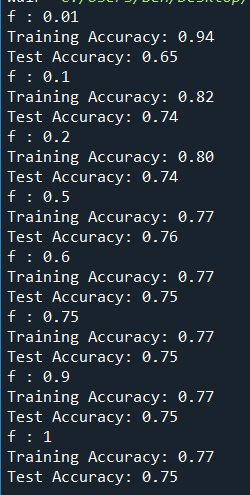 f : 0.01
Training Accuracy: 0.94
Test Accuracy: 0.65
f : 0.1
Training Accuracy: 0.82
Test Accuracy: 0.74
f : 0.2
Training Accuracy: 0.80
Test Accuracy: 0.74
f : 0.5
Training Accuracy: 0.77
Test Accuracy: 0.76
f : 0.6
Training Accuracy: 0.77
Test Accuracy: 0.75
f : 0.75
Training Accuracy: 0.77
Test Accuracy: 0.75
f : 0.9
Training Accuracy: 0.77
Test Accuracy: 0.75
f : 1
Training Accuracy: 0.77
Test Accuracy: 0.75